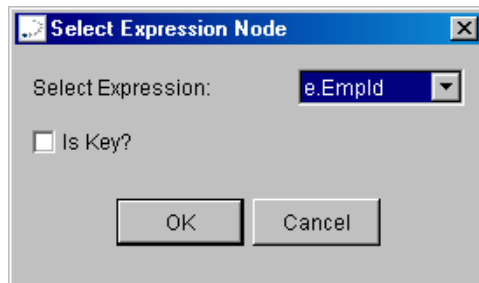 Select Expression Node
Select Expression: e.EmpId
Is Key?
OK Cancel